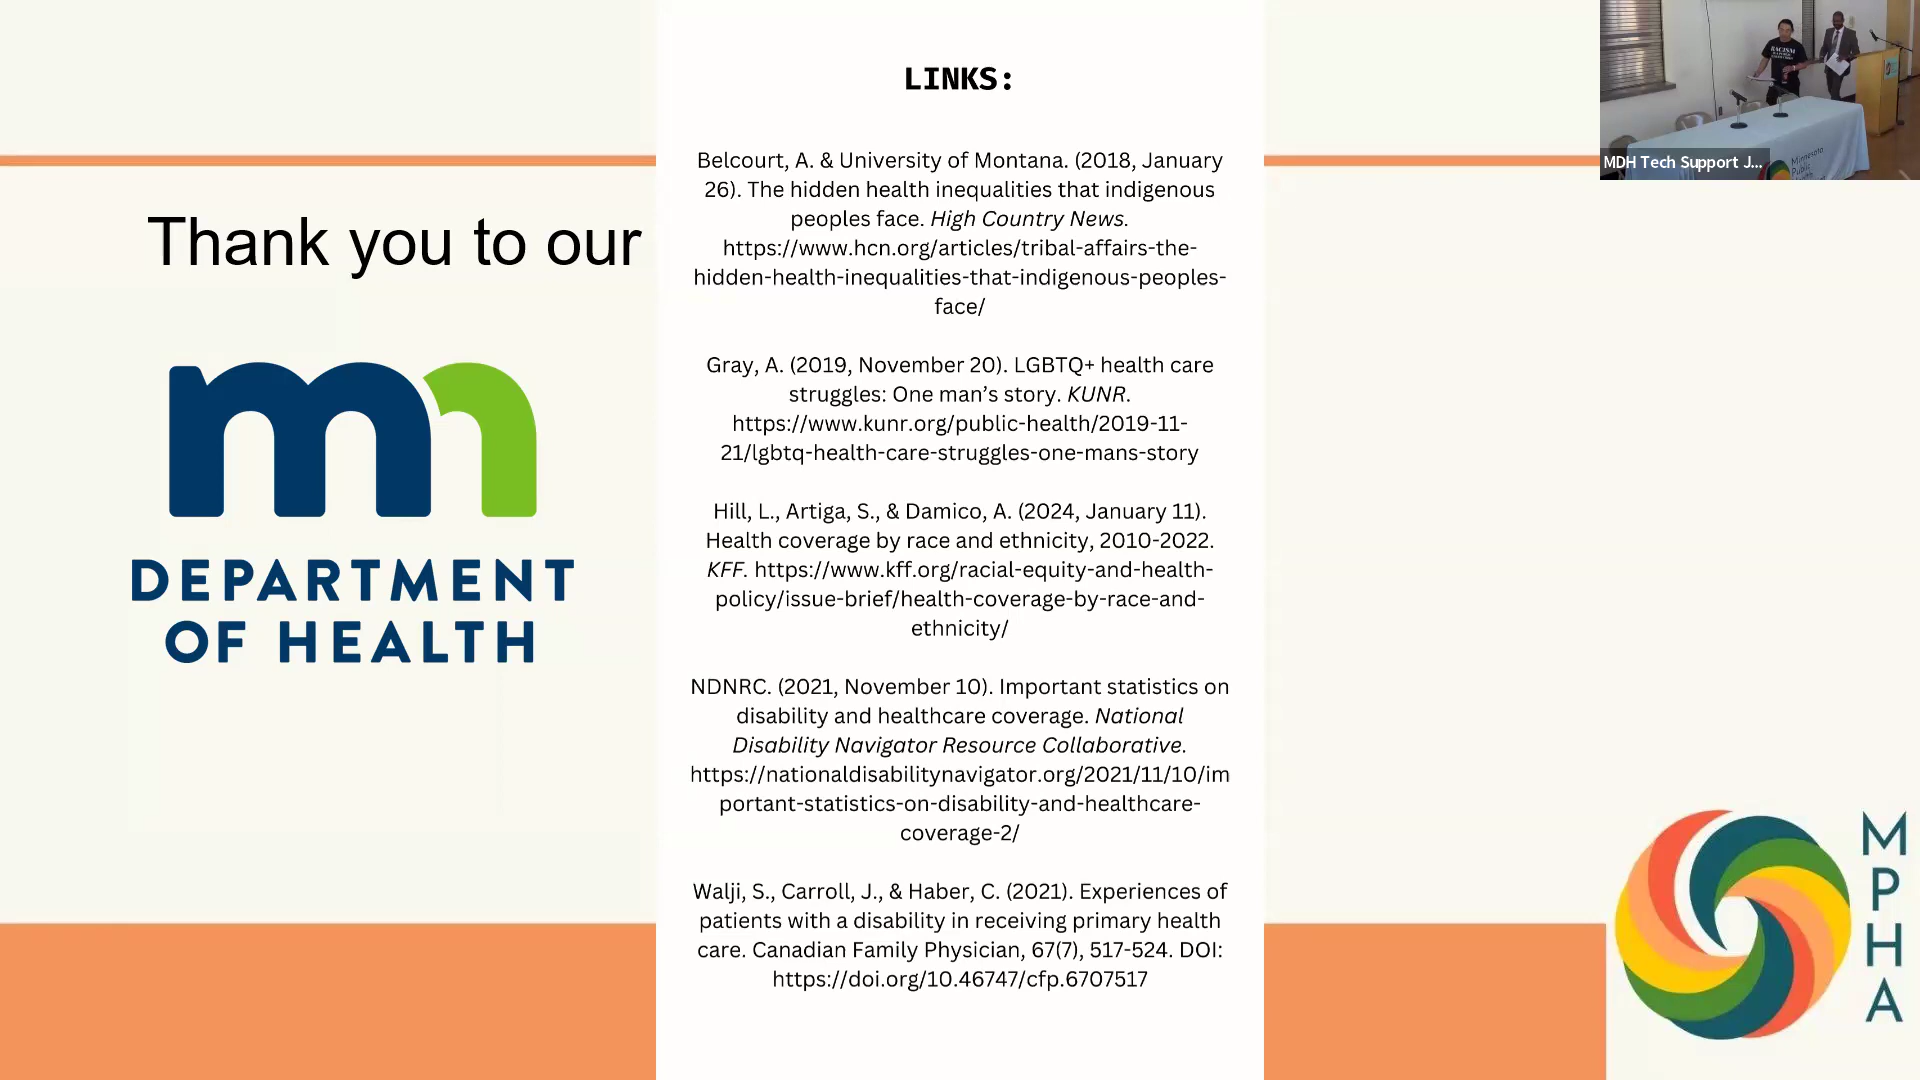 LINKS:
Belcourt, A. & University of Montana. (2018, January
26). The hidden health inequalities that indigenous
peoples face. High Country News.
https://www.hcn.org/articles/tribal-affairs-the-
hidden-health-inequalities-that-indigenous-peoples-
face/
Gray, A. (2019, November 20). LGBTQ+ health care
struggles: One man’s story. KUNR.
https://www.kunr.org/public-health/2019-11-
21/lgbtq-health-care-struggles-one-mans-story
Hill, L., Artiga, S., & Damico, A. (2024, January 11).
Health coverage by race and ethnicity, 2010-2022.
KFF. https://www.kff.org/racial-equity-and-health-
policy/issue-brief/health-coverage-by-race-and-
ethnicity/
NDNRC. (2021, November 10). Important statistics on
disability and healthcare coverage. National
Disability Navigator Resource Collaborative.
https://nationaldisabilitynavigator.org/2021/11/10/im
portant-statistics-on-disability-and-healthcare-
coverage-2/
Walji, S., Carroll, J., & Haber, C. (2021). Experiences of
patients with a disability in receiving primary health
care. Canadian Family Physician, 67(7), 517-524. DOI:
https://doi.org/10.46747/cfp.6707517
Thank you to our
mn
DEPARTMENT
OF HEALTH
RACISM
MDH Tech Support J...
Minnesota
Public
MPHA